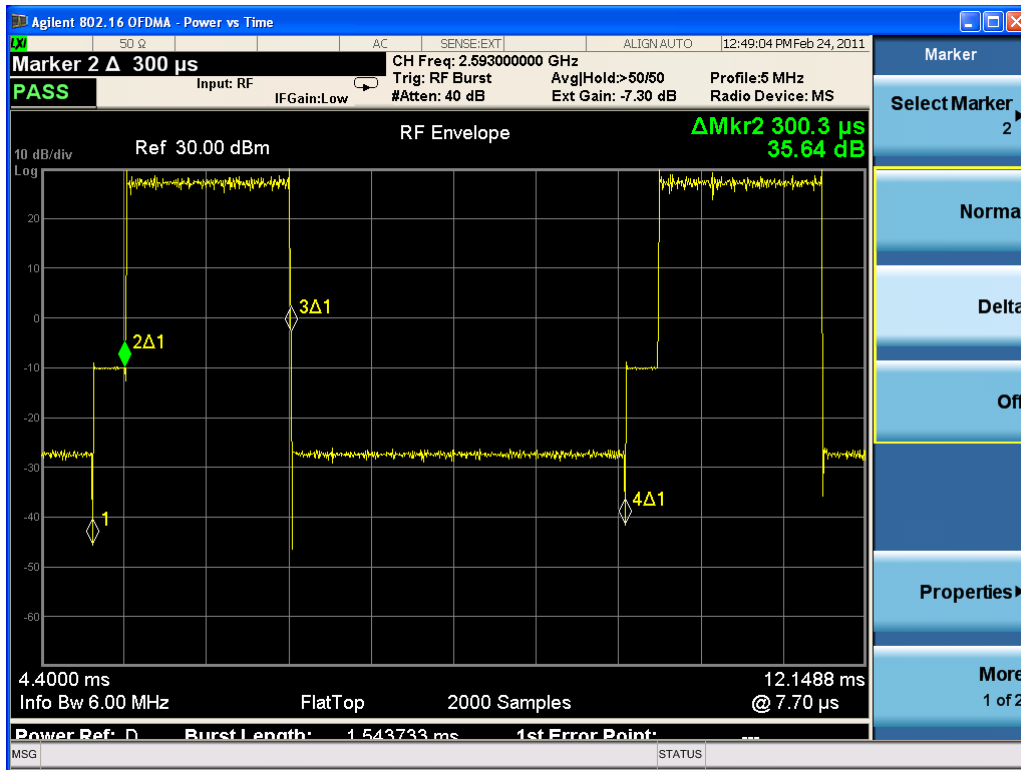 Agilent 802.16 OFDMA - Power vs Time
LXI 50 Ω AC SENSE:EXT ALIGN AUTO 12:49:04 PM Feb 24, 2011
Marker 2 Δ 300 µs
PASS
Input: RF
IFGain:Low
CH Freq: 2.593000000 GHz
Trig: RF Burst Avg|Hold:>50/50 Profile:5 MHz
#Atten: 40 dB Ext Gain: -7.30 dB Radio Device: MS
RF Envelope
ΔMkr2 300.3 µs
35.64 dB
10 dB/div Ref 30.00 dBm
Log
20
10
0
-10
-20
-30
-40
-50
-60
1
2Δ1
3Δ1
4Δ1
4.4000 ms 12.1488 ms
Info Bw 6.00 MHz FlatTop 2000 Samples @ 7.70 µs
Power Ref: D Burst Length: 1.543733 ms 1st Error Point: ---
MSG STATUS
Marker
Select Marker
2
Norma
Delta
Off
Properties
More
1 of 2